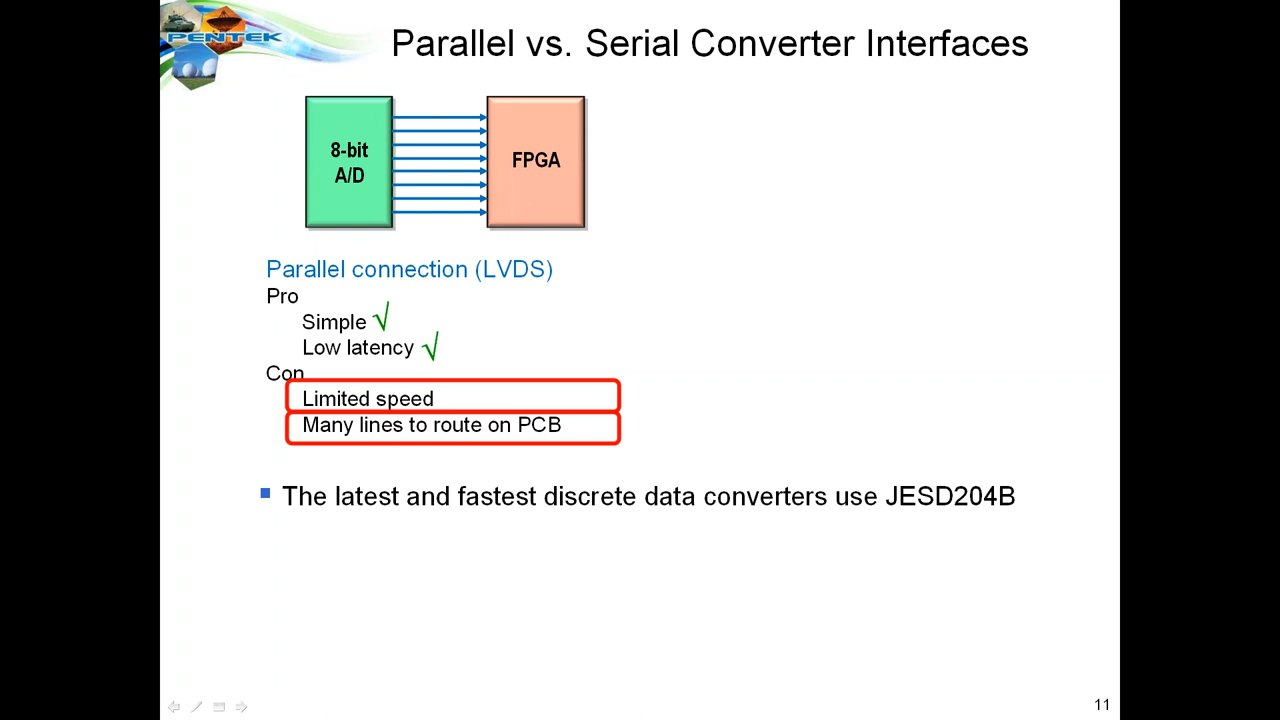 PENTEK
Parallel vs. Serial Converter Interfaces
8-bit
A/D
FPGA
Parallel connection (LVDS)
Pro
Simple √
Low latency √
Con
Limited speed
Many lines to route on PCB
The latest and fastest discrete data converters use JESD204B
11